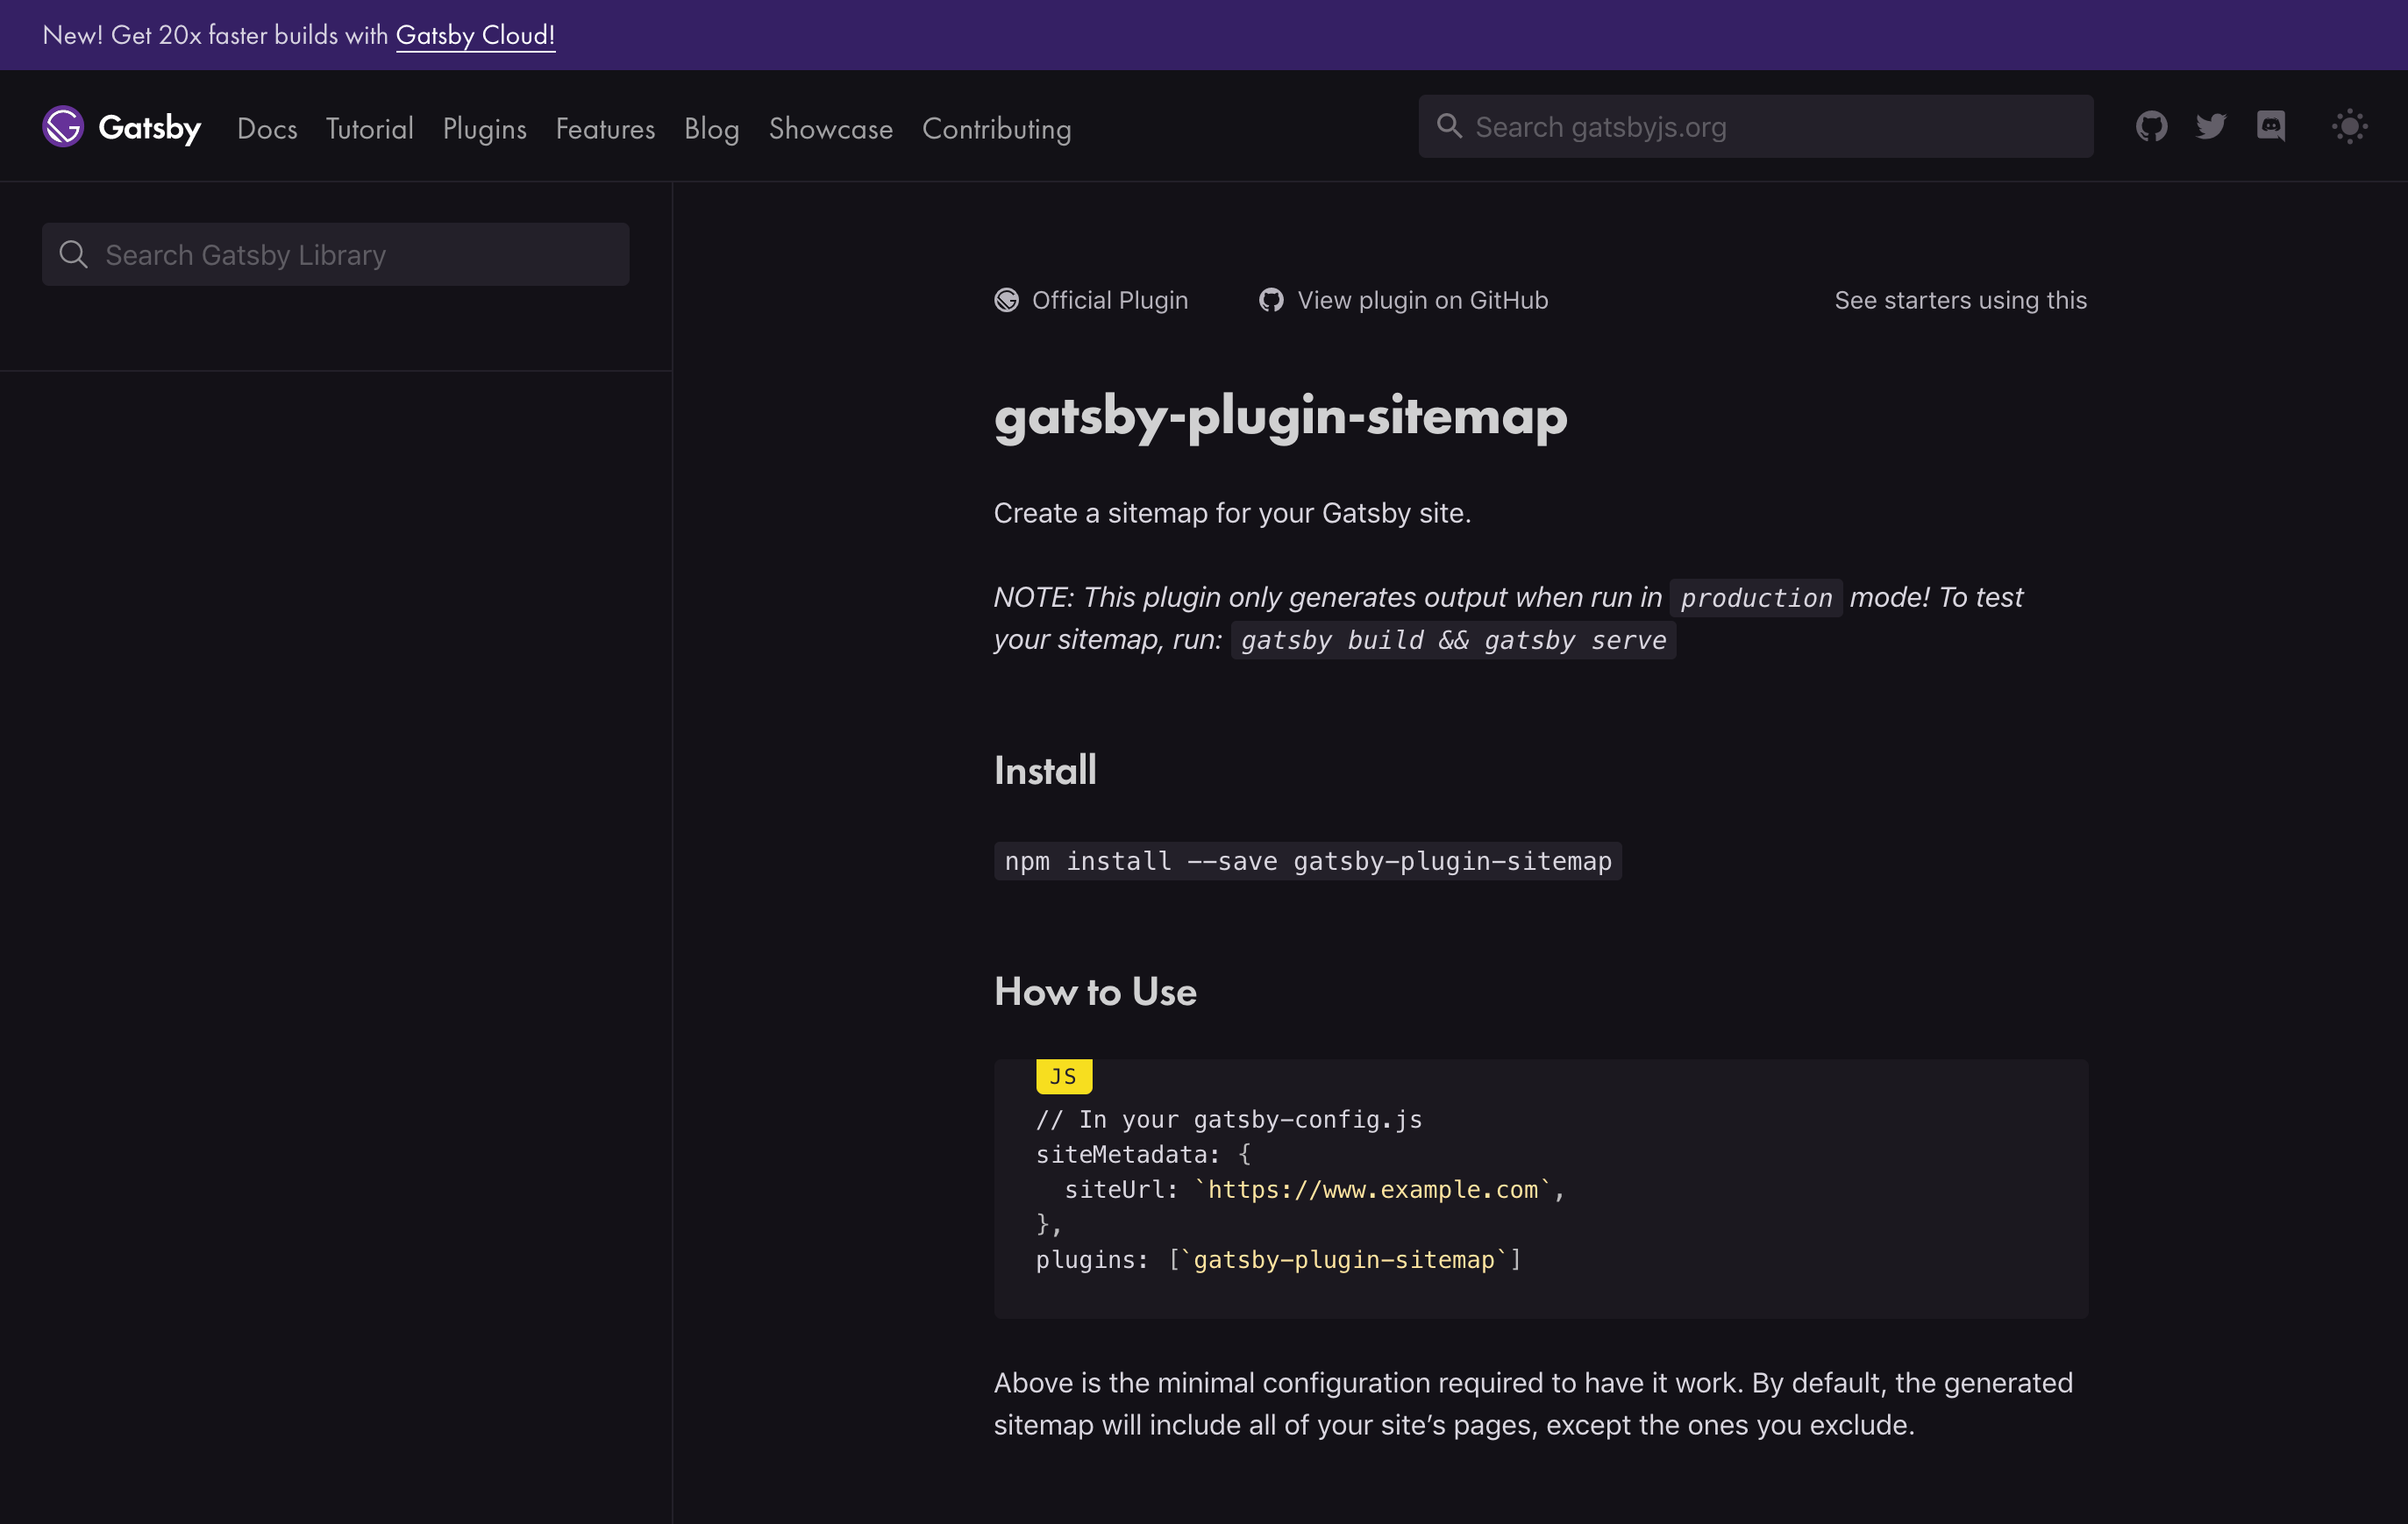 New! Get 20x faster builds with Gatsby Cloud!
Gatsby Docs Tutorial Plugins Features Blog Showcase Contributing Search gatsbyjs.org
Search Gatsby Library
Official Plugin View plugin on GitHub See starters using this
gatsby-plugin-sitemap
Create a sitemap for your Gatsby site.
NOTE: This plugin only generates output when run in production mode! To test
your sitemap, run: gatsby build && gatsby serve
Install
npm install --save gatsby-plugin-sitemap
How to Use
JS
// In your gatsby-config.js
siteMetadata: {
  siteUrl: `https://www.example.com`,
},
plugins: [`gatsby-plugin-sitemap`]
Above is the minimal configuration required to have it work. By default, the generated
sitemap will include all of your site’s pages, except the ones you exclude.